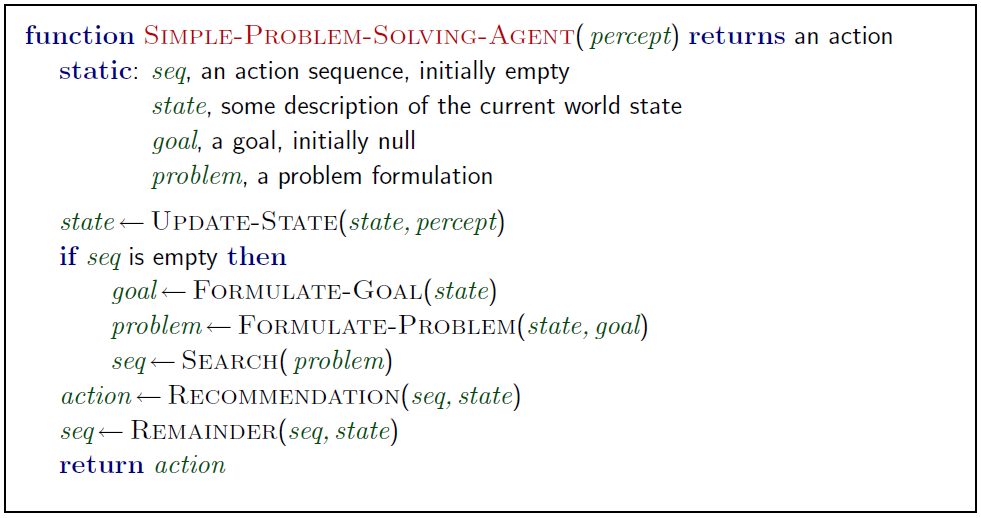 function SIMPLE-PROBLEM-SOLVING-AGENT( percept) returns an action
static: seq, an action sequence, initially empty
state, some description of the current world state
goal, a goal, initially null
problem, a problem formulation
state ← UPDATE-STATE(state, percept)
if seq is empty then
goal ← FORMULATE-GOAL(state)
problem ← FORMULATE-PROBLEM(state, goal)
seq ← SEARCH( problem)
action ← RECOMMENDATION(seq, state)
seq ← REMAINDER(seq, state)
return action